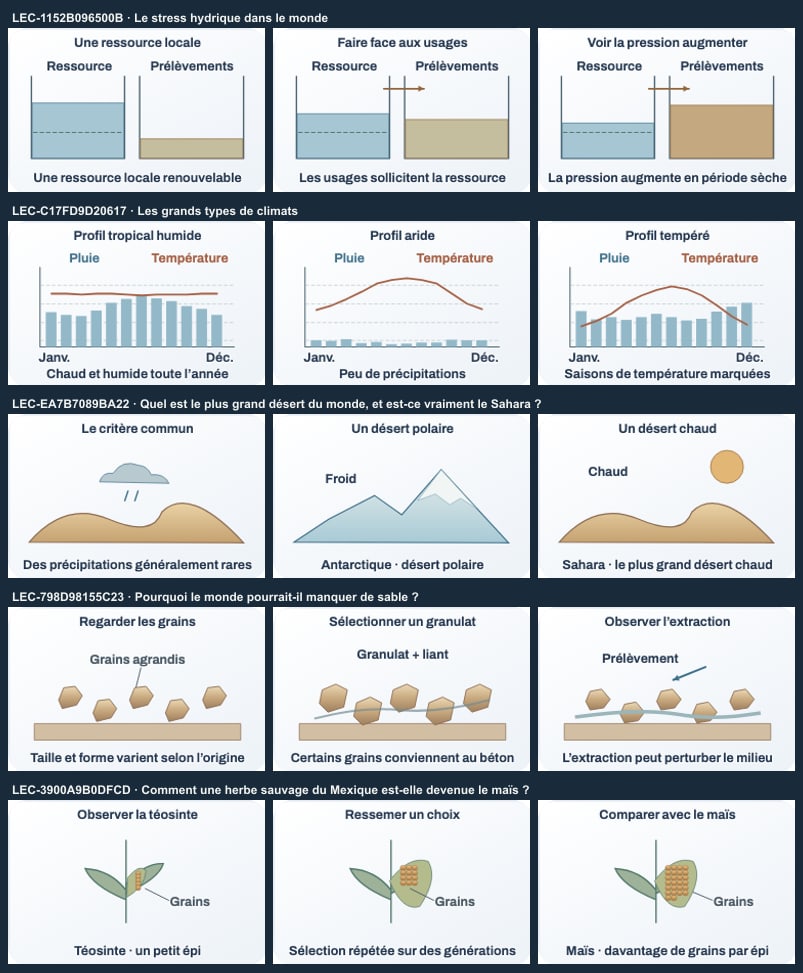 LEC-1152B096500B · Le stress hydrique dans le monde
Une ressource locale
Ressource
Prélèvements
Une ressource locale renouvelable
Faire face aux usages
Ressource
Prélèvements
Les usages sollicitent la ressource
Voir la pression augmenter
Ressource
Prélèvements
La pression augmente en période sèche
LEC-C17FD9D20617 · Les grands types de climats
Profil tropical humide
Pluie
Température
Janv.
Déc.
Chaud et humide toute l'année
Profil aride
Pluie
Température
Janv.
Déc.
Peu de précipitations
Profil tempéré
Pluie
Température
Janv.
Déc.
Saisons de température marquées
LEC-EA7B7089BA22 · Quel est le plus grand désert du monde, et est-ce vraiment le Sahara ?
Le critère commun
Des précipitations généralement rares
Un désert polaire
Froid
Antarctique · désert polaire
Un désert chaud
Chaud
Sahara · le plus grand désert chaud
LEC-798D98155C23 · Pourquoi le monde pourrait-il manquer de sable ?
Regarder les grains
Grains agrandis
Taille et forme varient selon l'origine
Sélectionner un granulat
Granulat + liant
Certains grains conviennent au béton
Observer l'extraction
Prélèvement
L'extraction peut perturber le milieu
LEC-3900A9B0DFCD · Comment une herbe sauvage du Mexique est-elle devenue le maïs ?
Observer la téosinte
Grains
Téosinte · un petit épi
Ressemer un choix
Grains
Sélection répétée sur des générations
Comparer avec le maïs
Grains
Maïs · davantage de grains par épi